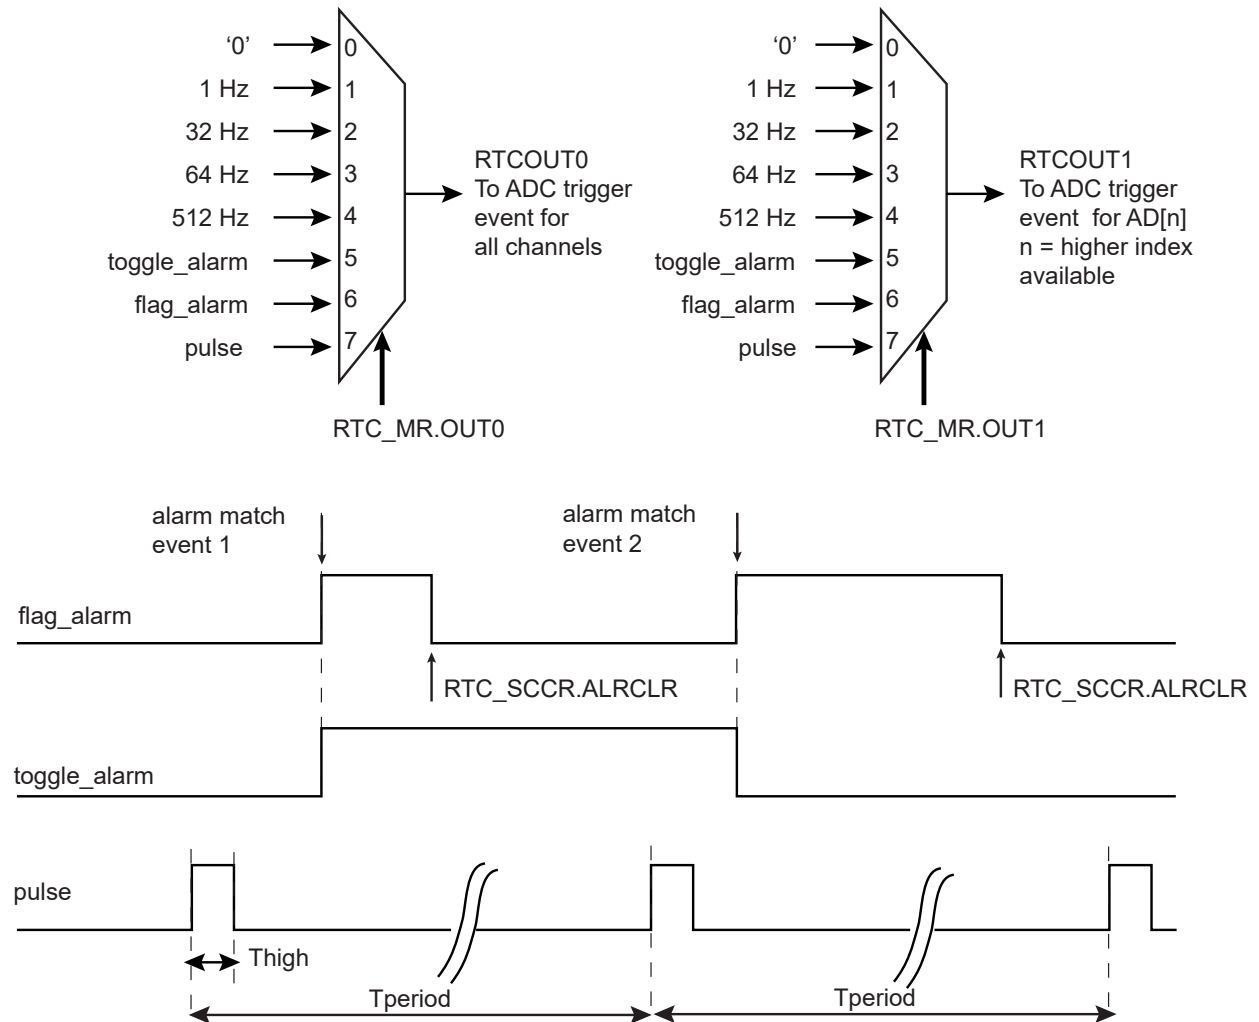 ‘0’
0
1 Hz
1
32 Hz
2
64 Hz
3
512 Hz
4
toggle_alarm
5
flag_alarm
6
pulse
7
RTCOUT0
To ADC trigger
event for
all channels
RTC_MR.OUT0
‘0’
0
1 Hz
1
32 Hz
2
64 Hz
3
512 Hz
4
toggle_alarm
5
flag_alarm
6
pulse
7
RTCOUT1
To ADC trigger
event for AD[n]
n = higher index
available
RTC_MR.OUT1
alarm match
event 1
alarm match
event 2
flag_alarm
RTC_SCCR.ALRCLR
RTC_SCCR.ALRCLR
toggle_alarm
pulse
Thigh
Tperiod
Tperiod